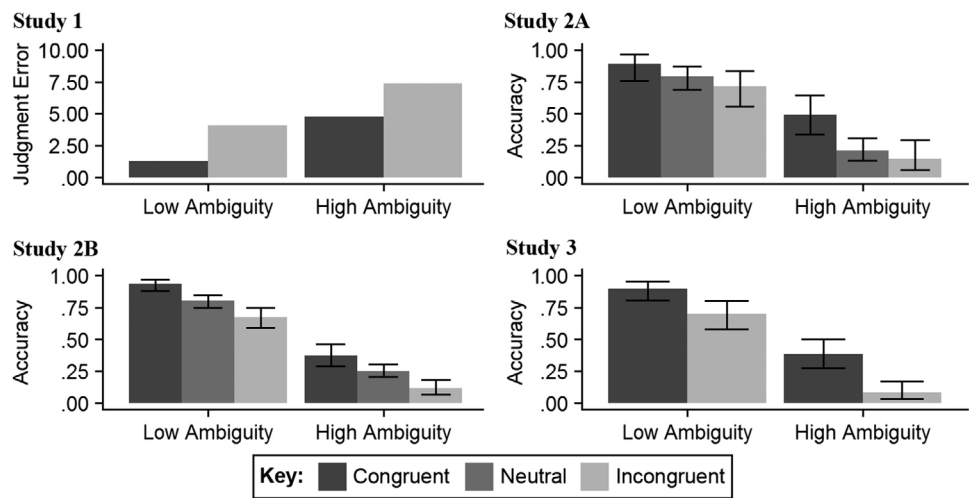 Study 1
Judgment Error
10.00
7.50
5.00
2.50
.00
Low Ambiguity
High Ambiguity
Study 2A
Accuracy
1.00
.75
.50
.25
.00
Low Ambiguity
High Ambiguity
Study 2B
Accuracy
1.00
.75
.50
.25
.00
Low Ambiguity
High Ambiguity
Study 3
Accuracy
1.00
.75
.50
.25
.00
Low Ambiguity
High Ambiguity
Key: Congruent Neutral Incongruent